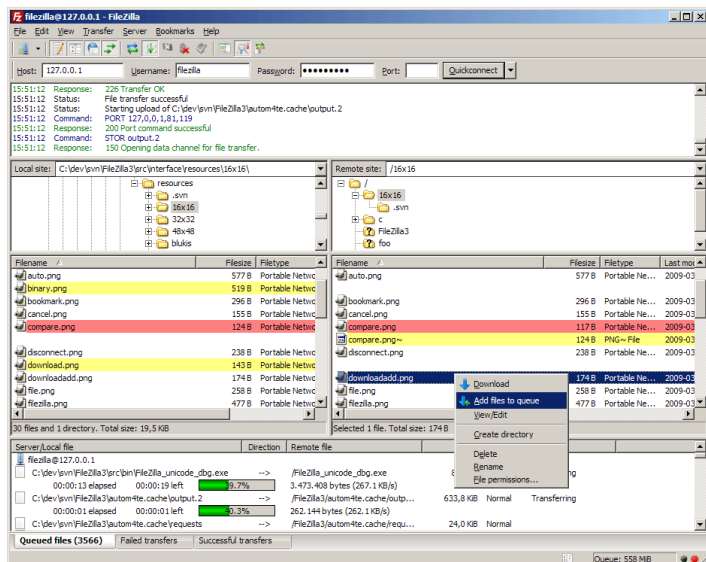 filezilla@127.0.0.1 - FileZilla
File Edit View Transfer Server Bookmarks Help
Host: 127.0.0.1 Username: filezilla Password: ••••••••• Port: Quickconnect
15:51:12 Response: 226 Transfer OK
15:51:12 Status: File transfer successful
15:51:12 Status: Starting upload of C:\dev\svn\FileZilla3\autom4te.cache\output.2
15:51:12 Command: PORT 127,0,0,1,81,119
15:51:12 Response: 200 Port command successful
15:51:12 Command: STOR output.2
15:51:12 Response: 150 Opening data channel for file transfer.
Local site: C:\dev\svn\FileZilla3\src\interface\resources\16x16\
resources
.svn
16x16
32x32
48x48
blukis
Remote site: /16x16
/
16x16
.svn
c
FileZilla3
foo
Filename Filesize Filetype
auto.png 577 B Portable Netwo
binary.png 519 B Portable Netwo
bookmark.png 296 B Portable Netwo
cancel.png 155 B Portable Netwo
compare.png 124 B Portable Netwo
disconnect.png 238 B Portable Netwo
download.png 143 B Portable Netwo
downloadadd.png 174 B Portable Netwo
file.png 258 B Portable Netwo
filezilla.png 477 B Portable Netwo
30 files and 1 directory. Total size: 19,5 KiB
Filename Filesize Filetype Last mod
auto.png 577 B Portable Ne... 2009-03
bookmark.png 296 B Portable Ne... 2009-03
cancel.png 155 B Portable Ne... 2009-03
compare.png 117 B Portable Ne... 2009-03
compare.png~ 124 B PNG~ File 2009-03
disconnect.png 238 B Portable Ne... 2009-03
downloadadd.png 174 B Portable Ne... 2009-03
file.png 258 B Portable Ne... 2009-03
filezilla.png 477 B Portable Ne... 2009-03
Selected 1 file. Total size: 174 B
Download
Add files to queue
View/Edit
Create directory
Delete
Rename
File permissions...
Server/Local file Direction Remote file
filezilla@127.0.0.1
C:\dev\svn\FileZilla3\src\bin\FileZilla_unicode_dbg.exe --> /FileZilla_unicode_dbg.exe
00:00:13 elapsed 00:00:19 left 39.7% 3.473.408 bytes (267.1 KB/s)
C:\dev\svn\FileZilla3\autom4te.cache\output.2 --> /FileZilla3/autom4te.cache/outp... 633,8 KiB Normal Transferring
00:00:01 elapsed 00:00:01 left 40.3% 262.144 bytes (262.1 KB/s)
C:\dev\svn\FileZilla3\autom4te.cache\requests --> /FileZilla3/autom4te.cache/requ... 24,0 KiB Normal
Queued files (3566) Failed transfers Successful transfers
Queue: 558 MiB